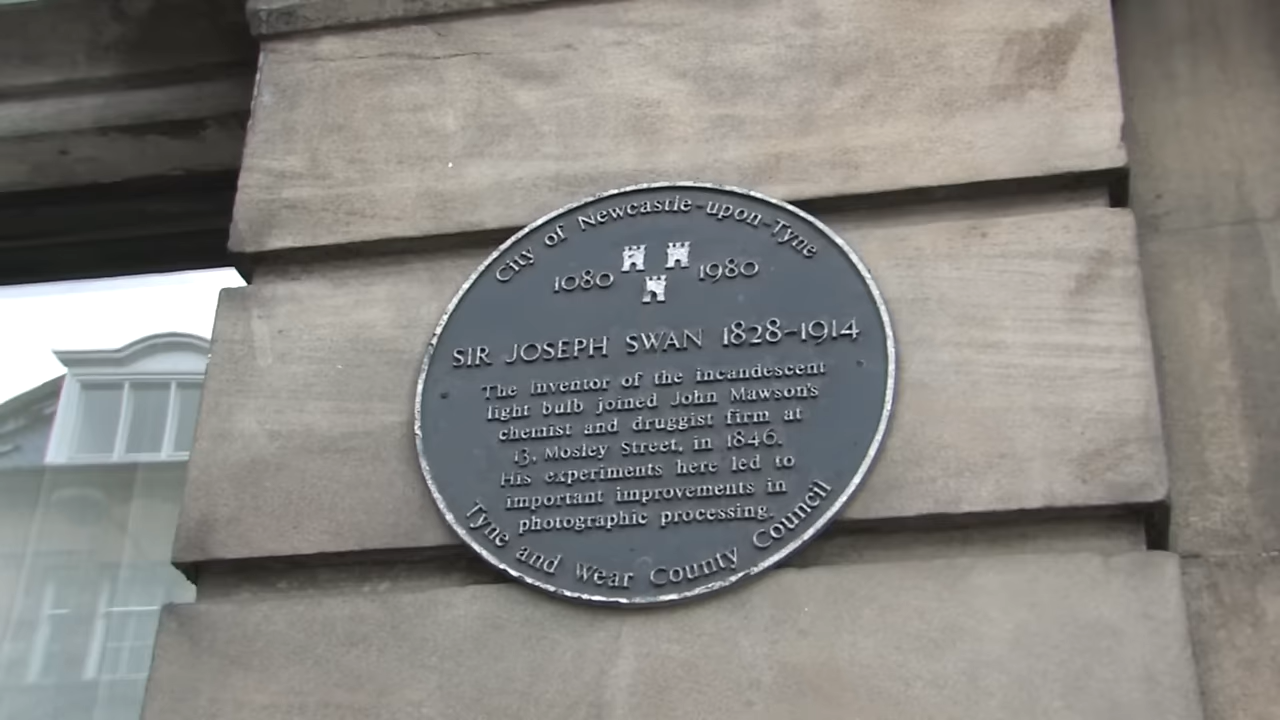 City of Newcastle-upon-Tyne
1080 1980
SIR JOSEPH SWAN 1828-1914
The inventor of the incandescent
light bulb joined John Mawson's
chemist and druggist firm at
13, Mosley Street, in 1846.
His experiments here led to
important improvements in
photographic processing.
Tyne and Wear County Council